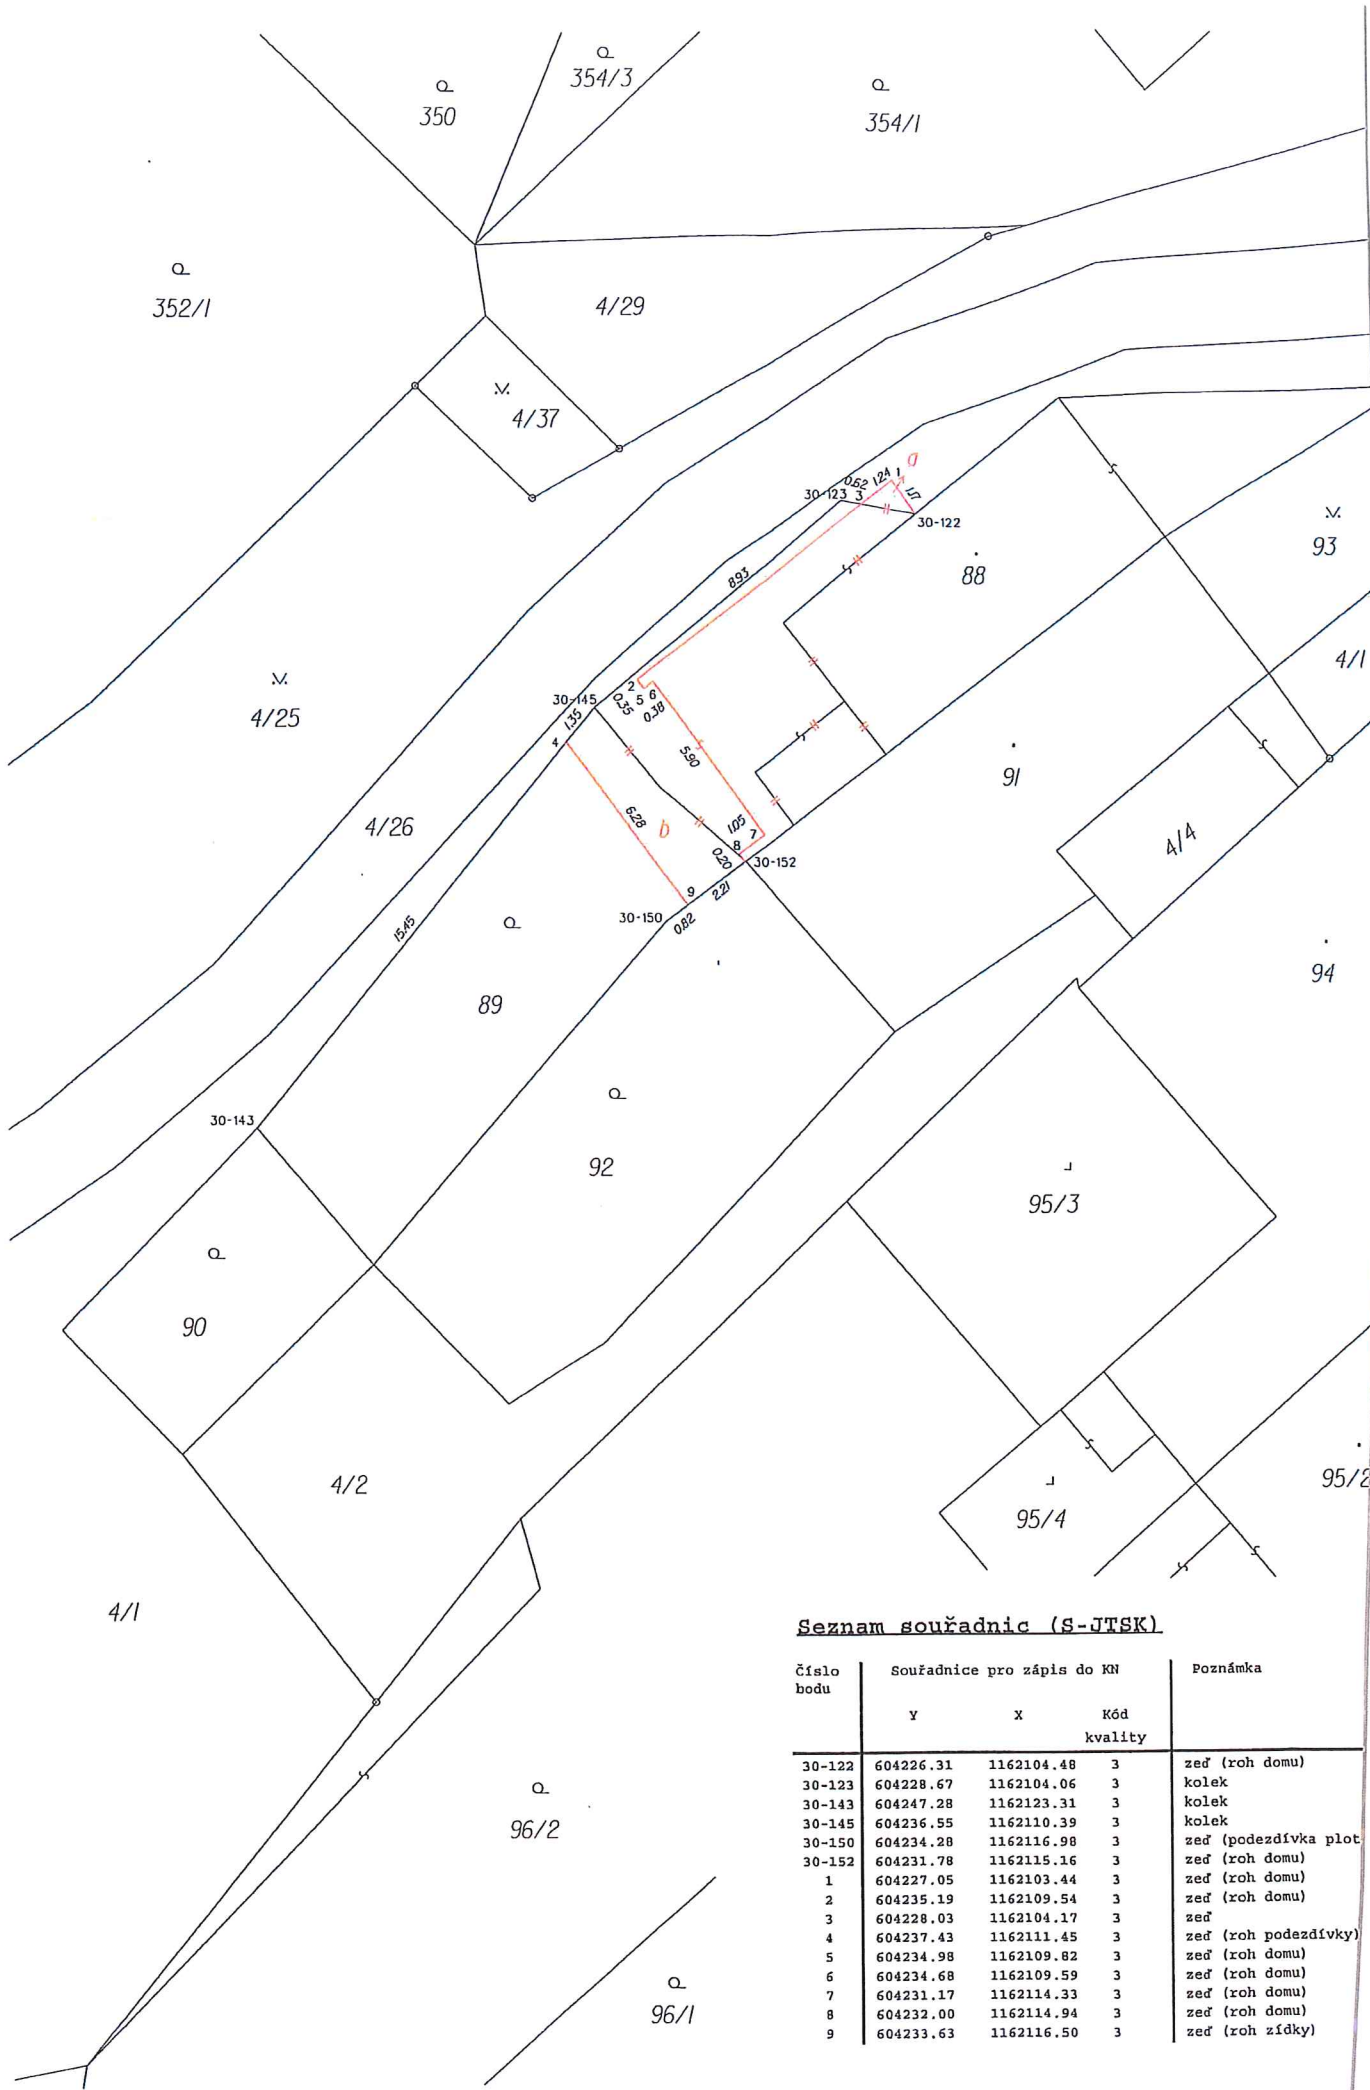 354/3
350
354/1
352/1
4/29
4/37
a
0.62 1.24 1
30-123 3
1.17
30-122
93
88
8.93
4/1
4/25
2
5 6
30-145
0.35
0.38
1.35
4
5.90
91
4/26
6.28
b
1.05
7
8
4/4
0.20
30-152
9
2.21
30-150
0.82
15.45
94
89
30-143
92
95/3
90
4/2
95/2
95/4
4/1
96/2
96/1
Seznam souřadnic (S-JTSK)
Číslo bodu Souřadnice pro zápis do KN Poznámka
Y X Kód kvality
30-122 604226.31 1162104.48 3 zeď (roh domu)
30-123 604228.67 1162104.06 3 kolek
30-143 604247.28 1162123.31 3 kolek
30-145 604236.55 1162110.39 3 kolek
30-150 604234.28 1162116.98 3 zeď (podezdívka plot
30-152 604231.78 1162115.16 3 zeď (roh domu)
1 604227.05 1162103.44 3 zeď (roh domu)
2 604235.19 1162109.54 3 zeď (roh domu)
3 604228.03 1162104.17 3 zeď
4 604237.43 1162111.45 3 zeď (roh podezdívky)
5 604234.98 1162109.82 3 zeď (roh domu)
6 604234.68 1162109.59 3 zeď (roh domu)
7 604231.17 1162114.33 3 zeď (roh domu)
8 604232.00 1162114.94 3 zeď (roh domu)
9 604233.63 1162116.50 3 zeď (roh zídky)